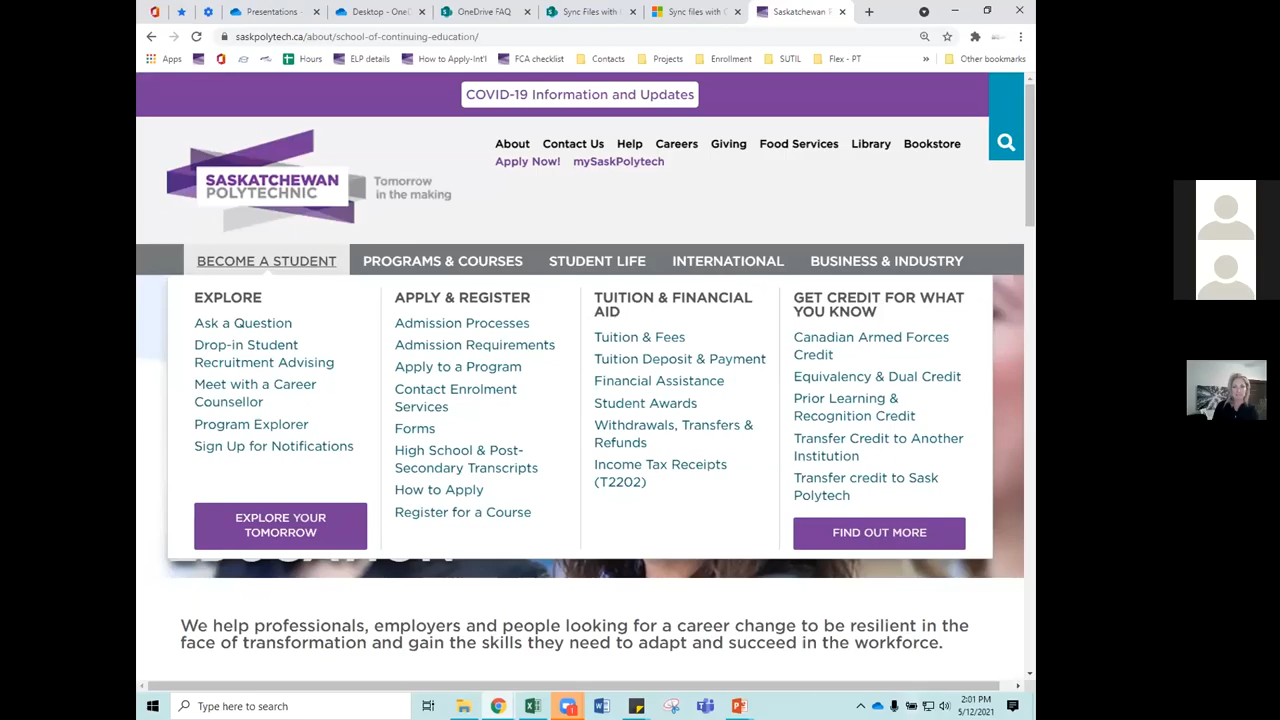 Presentations -
Desktop - OneD
OneDrive FAQ
Sync Files with
Sync files with O
Saskatchewan P
saskpolytech.ca/about/school-of-continuing-education/
Apps
Hours
ELP details
How to Apply-Int'l
FCA checklist
Contacts
Projects
Enrollment
SUTIL
Flex - PT
»
Other bookmarks
COVID-19 Information and Updates
About Contact Us Help Careers Giving Food Services Library Bookstore
Apply Now! mySaskPolytech
SASKATCHEWAN
POLYTECHNIC
Tomorrow
in the making
BECOME A STUDENT PROGRAMS & COURSES STUDENT LIFE INTERNATIONAL BUSINESS & INDUSTRY
EXPLORE
Ask a Question
Drop-in Student
Recruitment Advising
Meet with a Career
Counsellor
Program Explorer
Sign Up for Notifications
EXPLORE YOUR
TOMORROW
APPLY & REGISTER
Admission Processes
Admission Requirements
Apply to a Program
Contact Enrolment
Services
Forms
High School & Post-
Secondary Transcripts
How to Apply
Register for a Course
TUITION & FINANCIAL
AID
Tuition & Fees
Tuition Deposit & Payment
Financial Assistance
Student Awards
Withdrawals, Transfers &
Refunds
Income Tax Receipts
(T2202)
GET CREDIT FOR WHAT
YOU KNOW
Canadian Armed Forces
Credit
Equivalency & Dual Credit
Prior Learning &
Recognition Credit
Transfer Credit to Another
Institution
Transfer credit to Sask
Polytech
FIND OUT MORE
EDUCATION
We help professionals, employers and people looking for a career change to be resilient in the
face of transformation and gain the skills they need to adapt and succeed in the workforce.
Type here to search
2:01 PM
5/12/2021